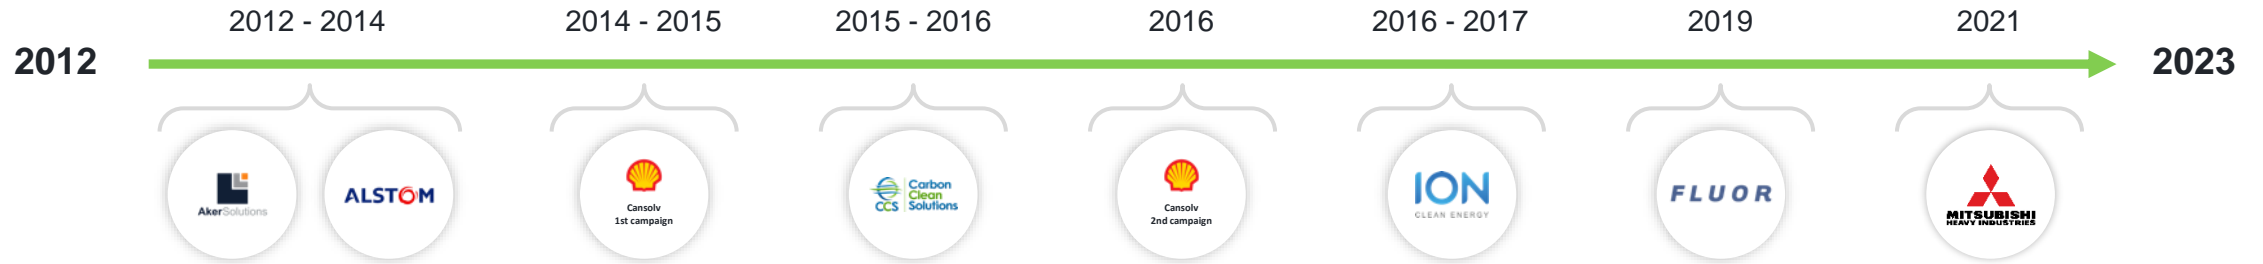 2012 - 2014
2014 - 2015
2015 - 2016
2016
2016 - 2017
2019
2021
2012
2023
AkerSolutions
ALSTOM
Cansolv
1st campaign
CCS
Carbon
Clean
Solutions
Cansolv
2nd campaign
ION
CLEAN ENERGY
FLUOR
MITSUBISHI
HEAVY INDUSTRIES